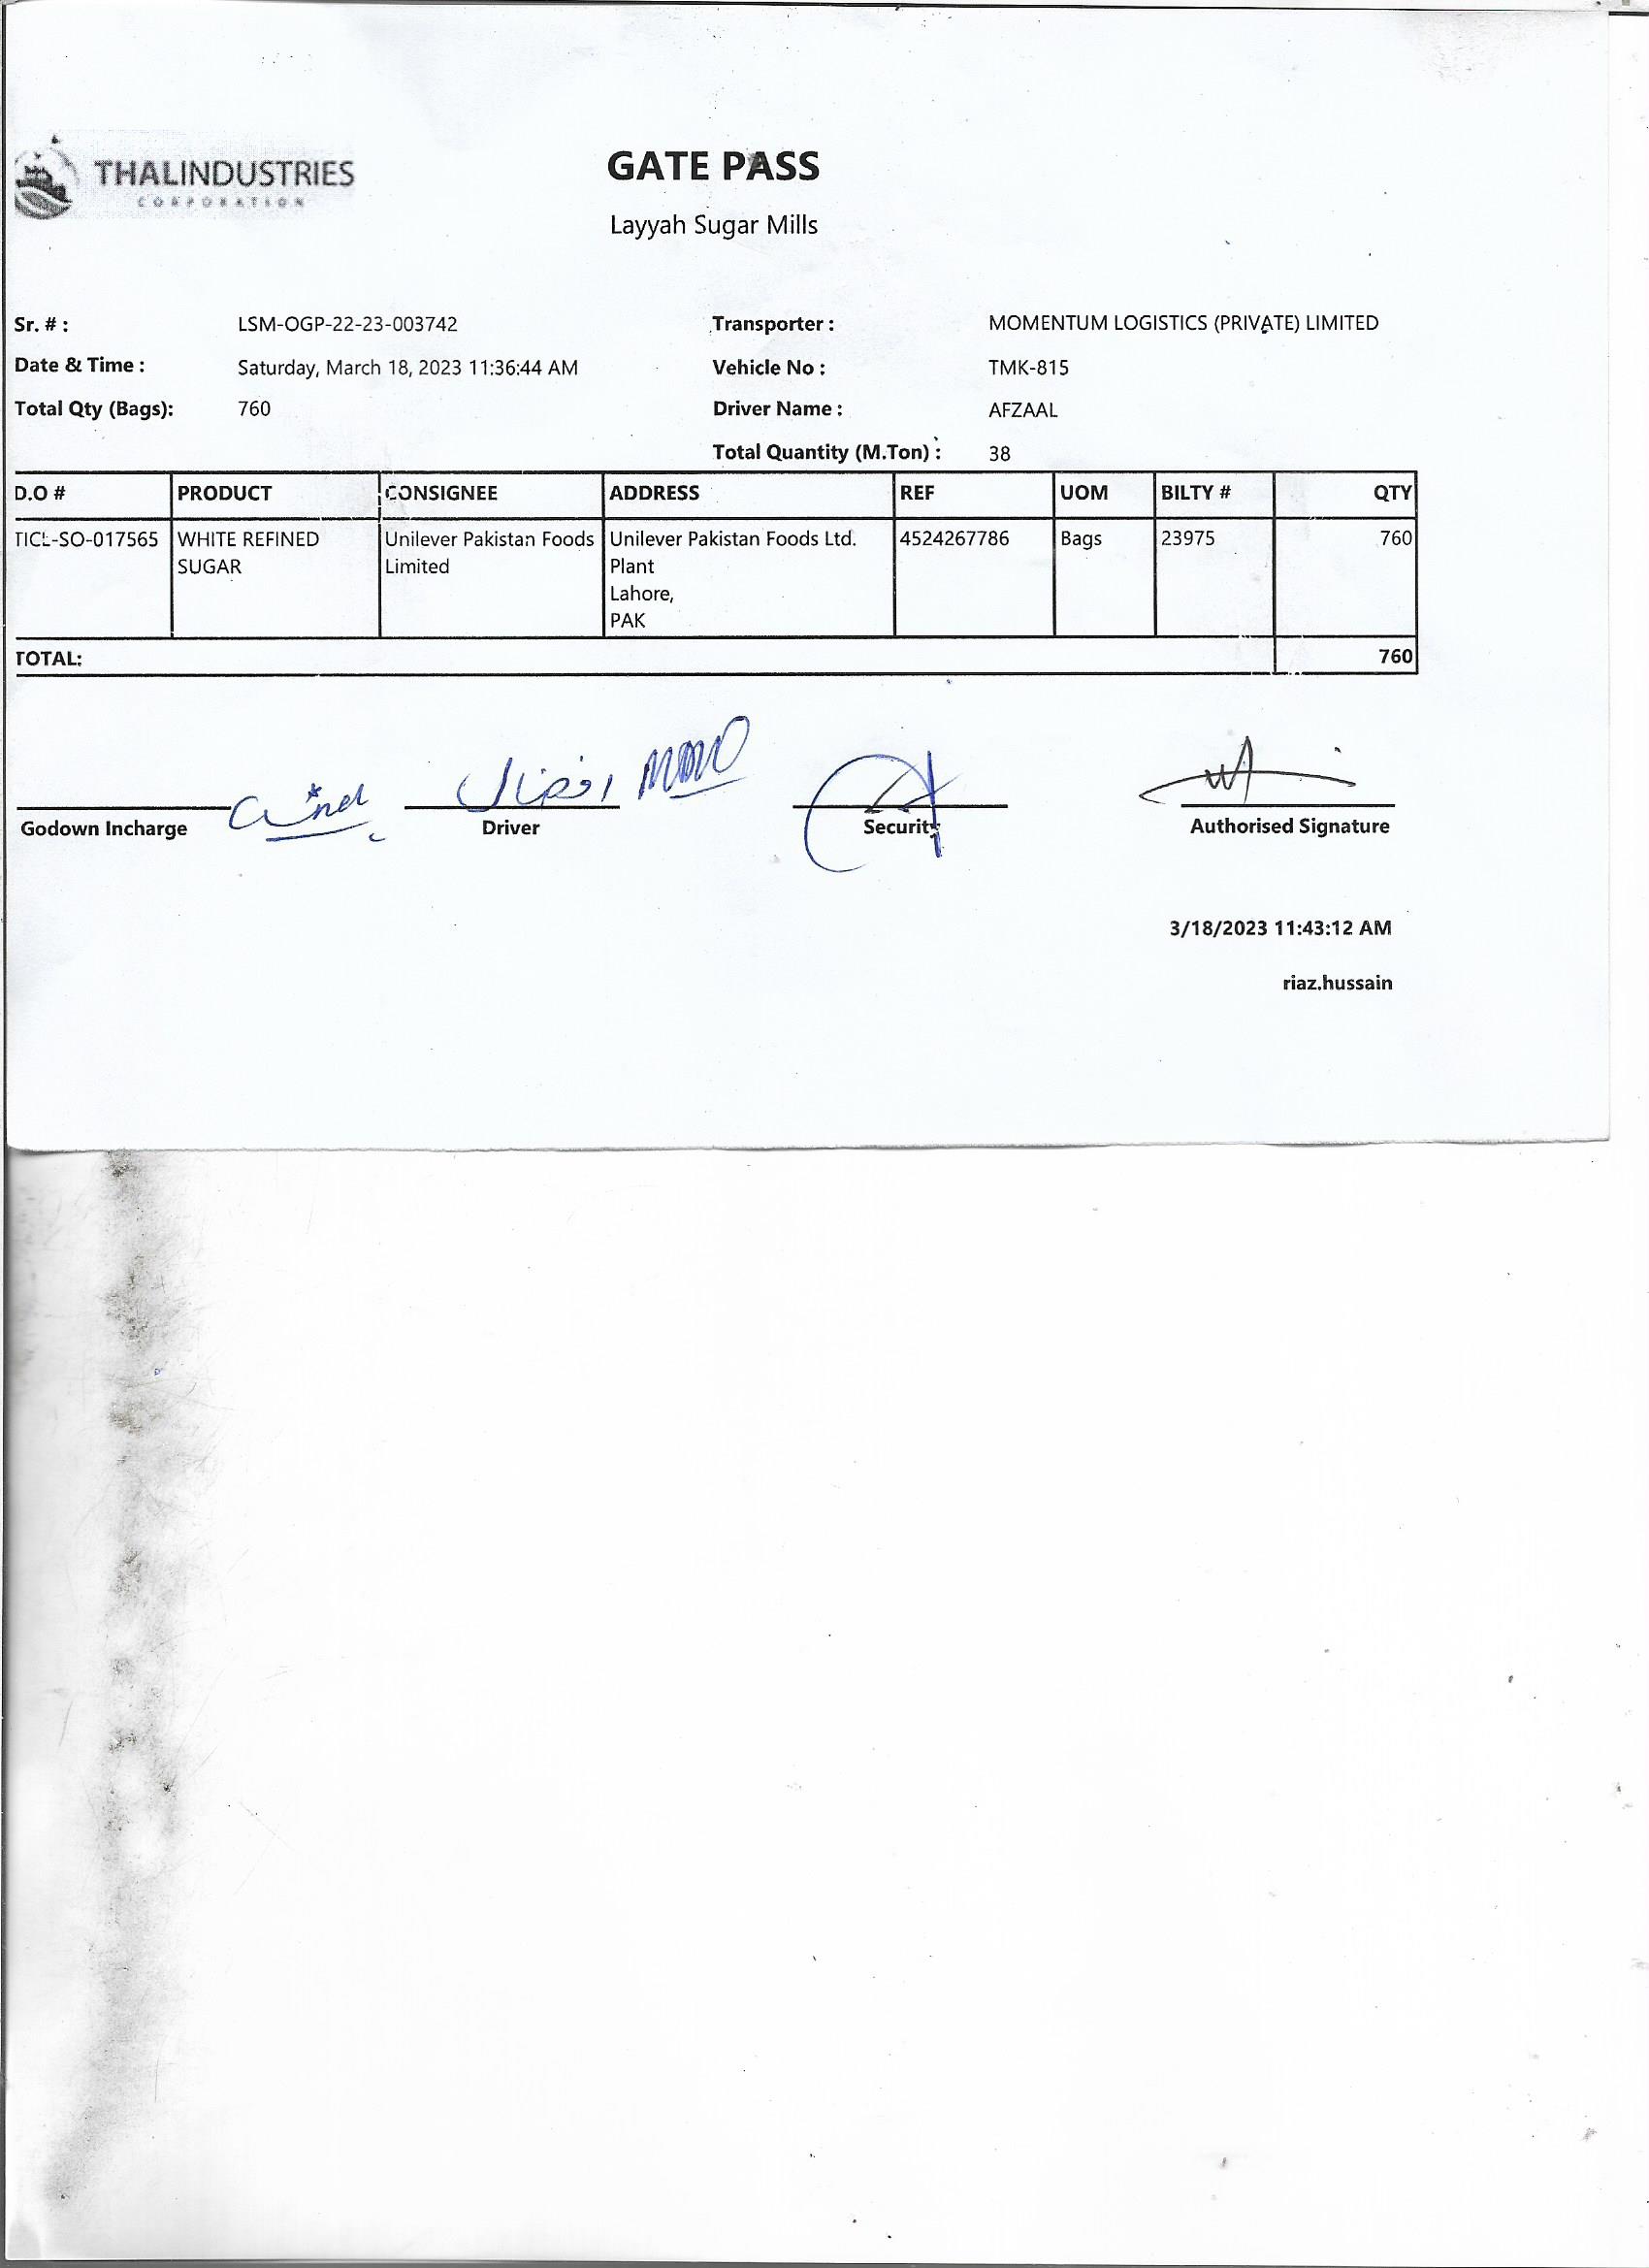 THALINDUSTRIES
CORPORATION
GATE PASS
Layyah Sugar Mills
Sr. # : LSM-OGP-22-23-003742 Transporter : MOMENTUM LOGISTICS (PRIVATE) LIMITED
Date & Time : Saturday, March 18, 2023 11:36:44 AM Vehicle No : TMK-815
Total Qty (Bags): 760 Driver Name : AFZAAL
Total Quantity (M.Ton) : 38
D.O # PRODUCT CONSIGNEE ADDRESS REF UOM BILTY # QTY
TICL-SO-017565 WHITE REFINED Unilever Pakistan Foods Unilever Pakistan Foods Ltd. 4524267786 Bags 23975 760
SUGAR Limited Plant
Lahore,
PAK
TOTAL: 760
افضال
Godown Incharge Driver Security Authorised Signature
3/18/2023 11:43:12 AM
riaz.hussain